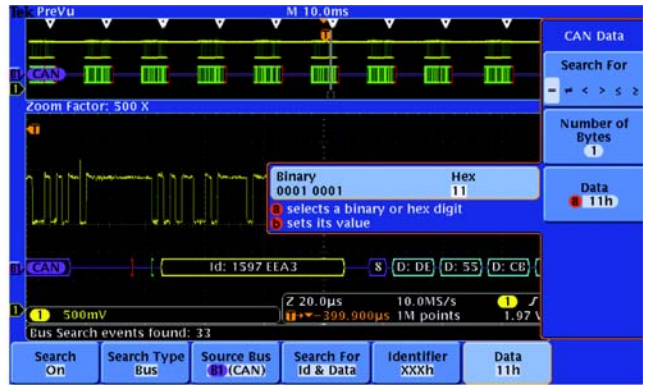 Tek PreVu M 10.0ms
CAN Data
Search For
= ≠ < > ≤ ≥
B1 CAN
1
Zoom Factor: 500 X
Number of
Bytes
1
Binary Hex
0001 0001 11
Data
a 11h
a selects a binary or hex digit
b sets its value
B1 CAN Id: 1597 EEA3 8 D: DE D: 55 D: CB
Z 20.0µs 10.0MS/s 1
1 1 500mV T→▼-399.900µs 1M points 1.97 V
Bus Search events found: 33
Search Search Type Source Bus Search For Identifier Data
On Bus B1 (CAN) Id & Data XXXh 11h